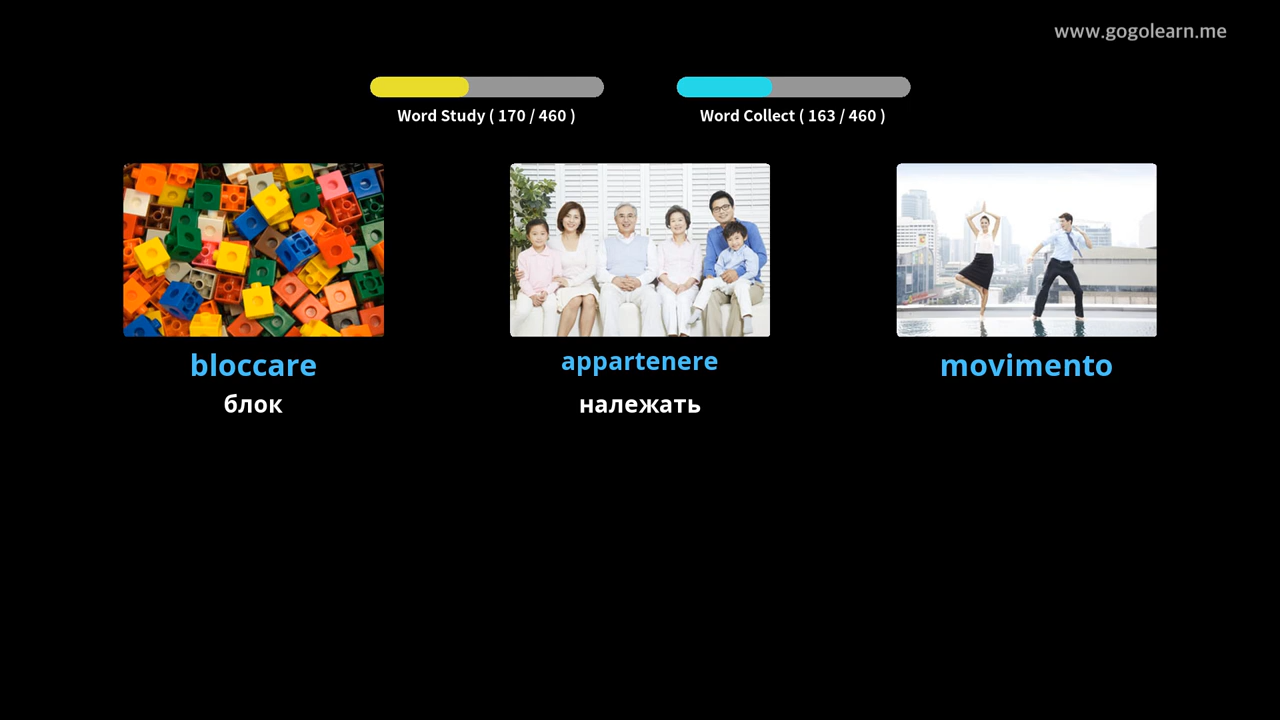 www.gogolearn.me
Word Study ( 170 / 460 )
Word Collect ( 163 / 460 )
bloccare
appartenere
movimento
блок
належать